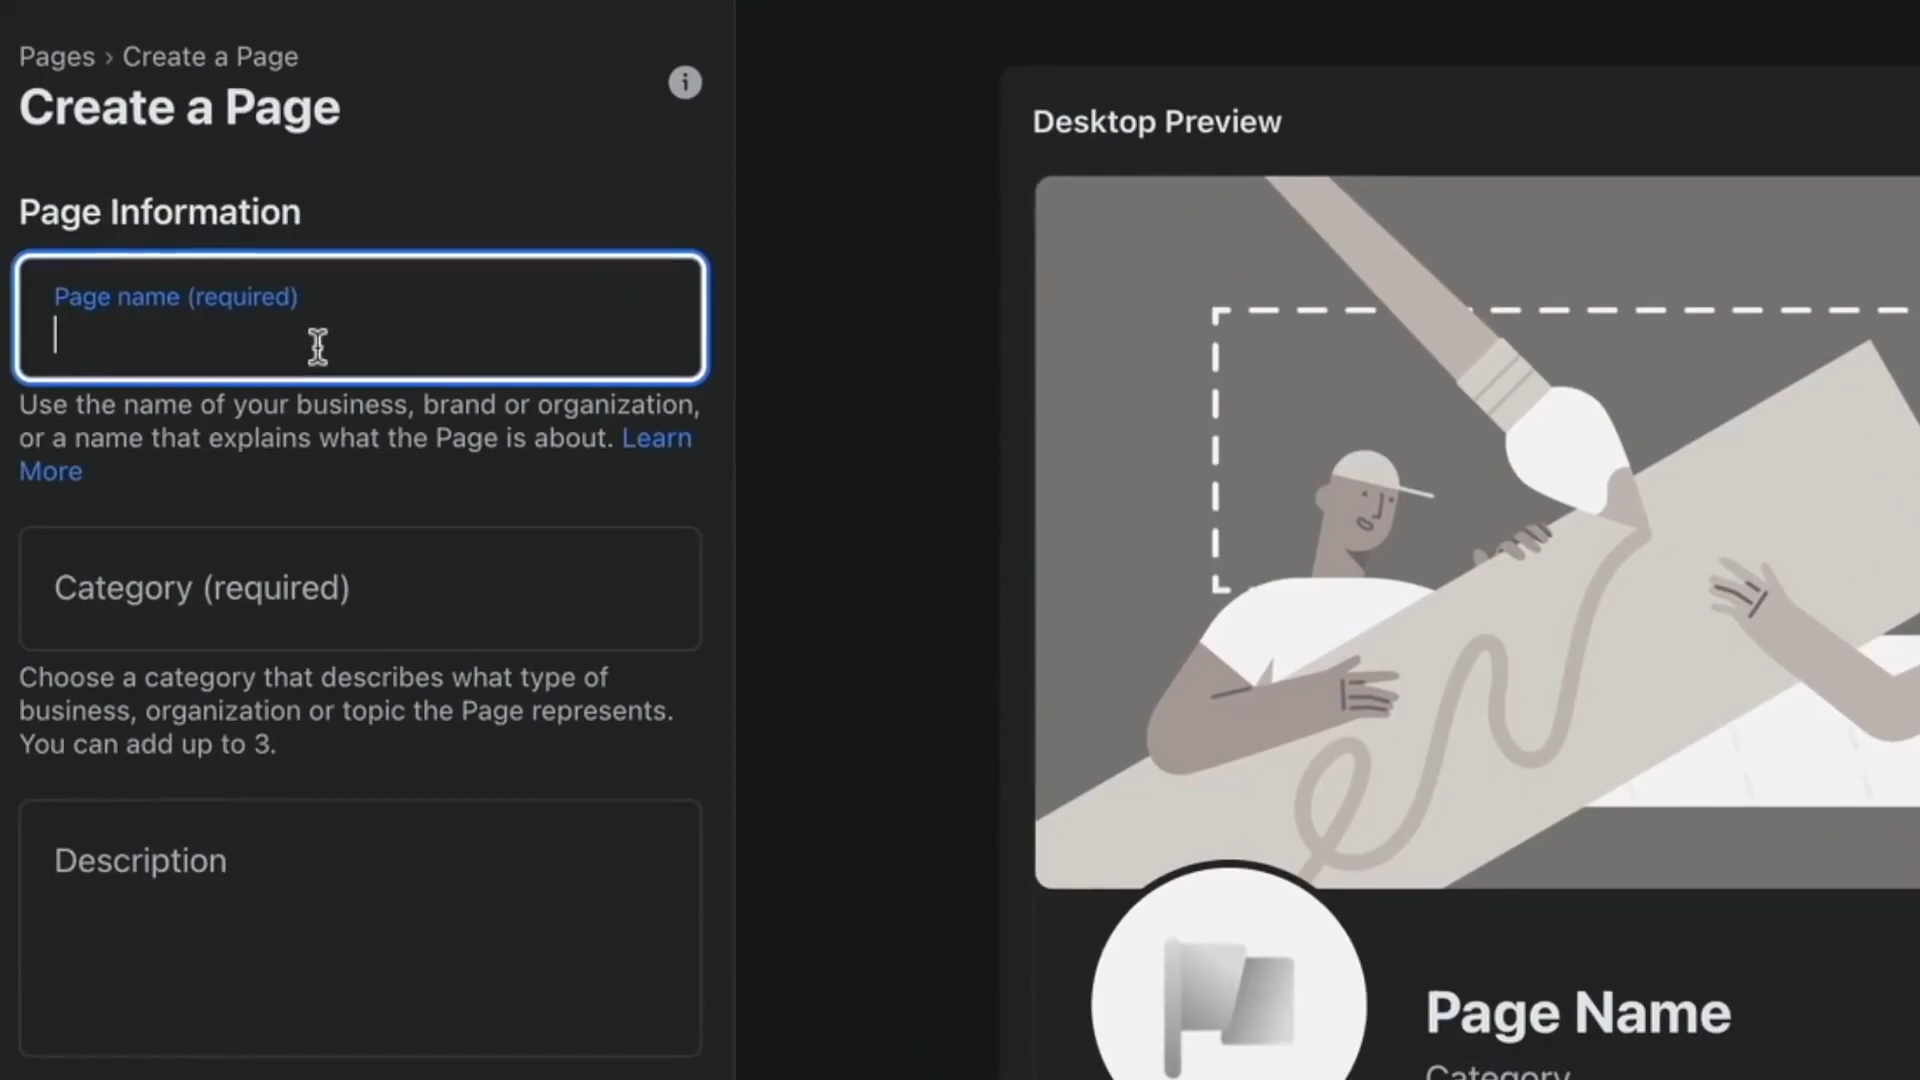 Pages › Create a Page
Create a Page
Page Information
Page name (required)
Use the name of your business, brand or organization,
or a name that explains what the Page is about. Learn
More
Category (required)
Choose a category that describes what type of
business, organization or topic the Page represents.
You can add up to 3.
Description
Desktop Preview
Page Name
Category